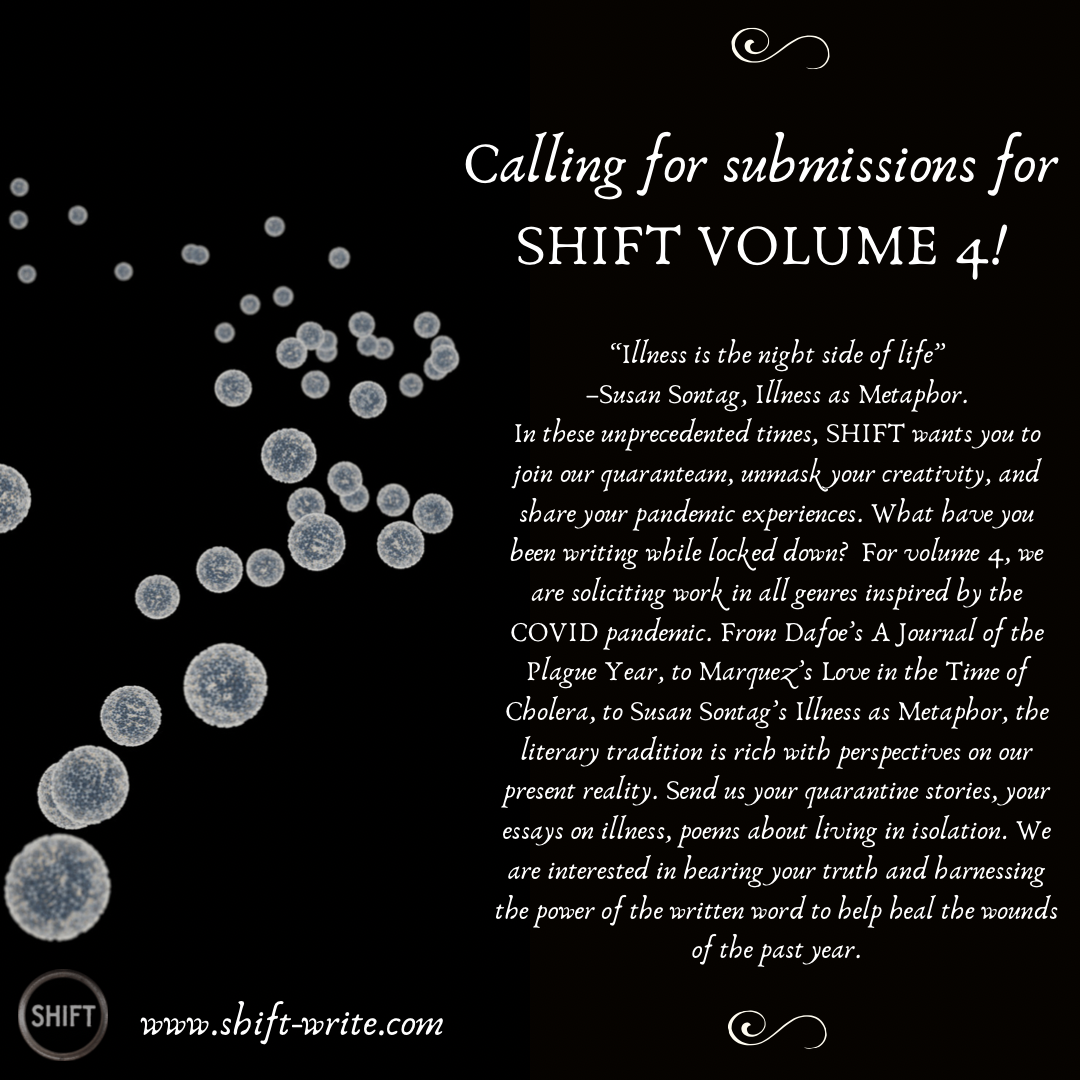 Calling for submissions for
SHIFT VOLUME 4!
“Illness is the night side of life”
–Susan Sontag, Illness as Metaphor.
In these unprecedented times, SHIFT wants you to
join our quaranteam, unmask your creativity, and
share your pandemic experiences. What have you
been writing while locked down?  For volume 4, we
are soliciting work in all genres inspired by the
COVID pandemic. From Dafoe’s A Journal of the
Plague Year, to Marquez’s Love in the Time of
Cholera, to Susan Sontag’s Illness as Metaphor, the
literary tradition is rich with perspectives on our
present reality. Send us your quarantine stories, your
essays on illness, poems about living in isolation. We
are interested in hearing your truth and harnessing
the power of the written word to help heal the wounds
of the past year.
SHIFT
www.shift-write.com